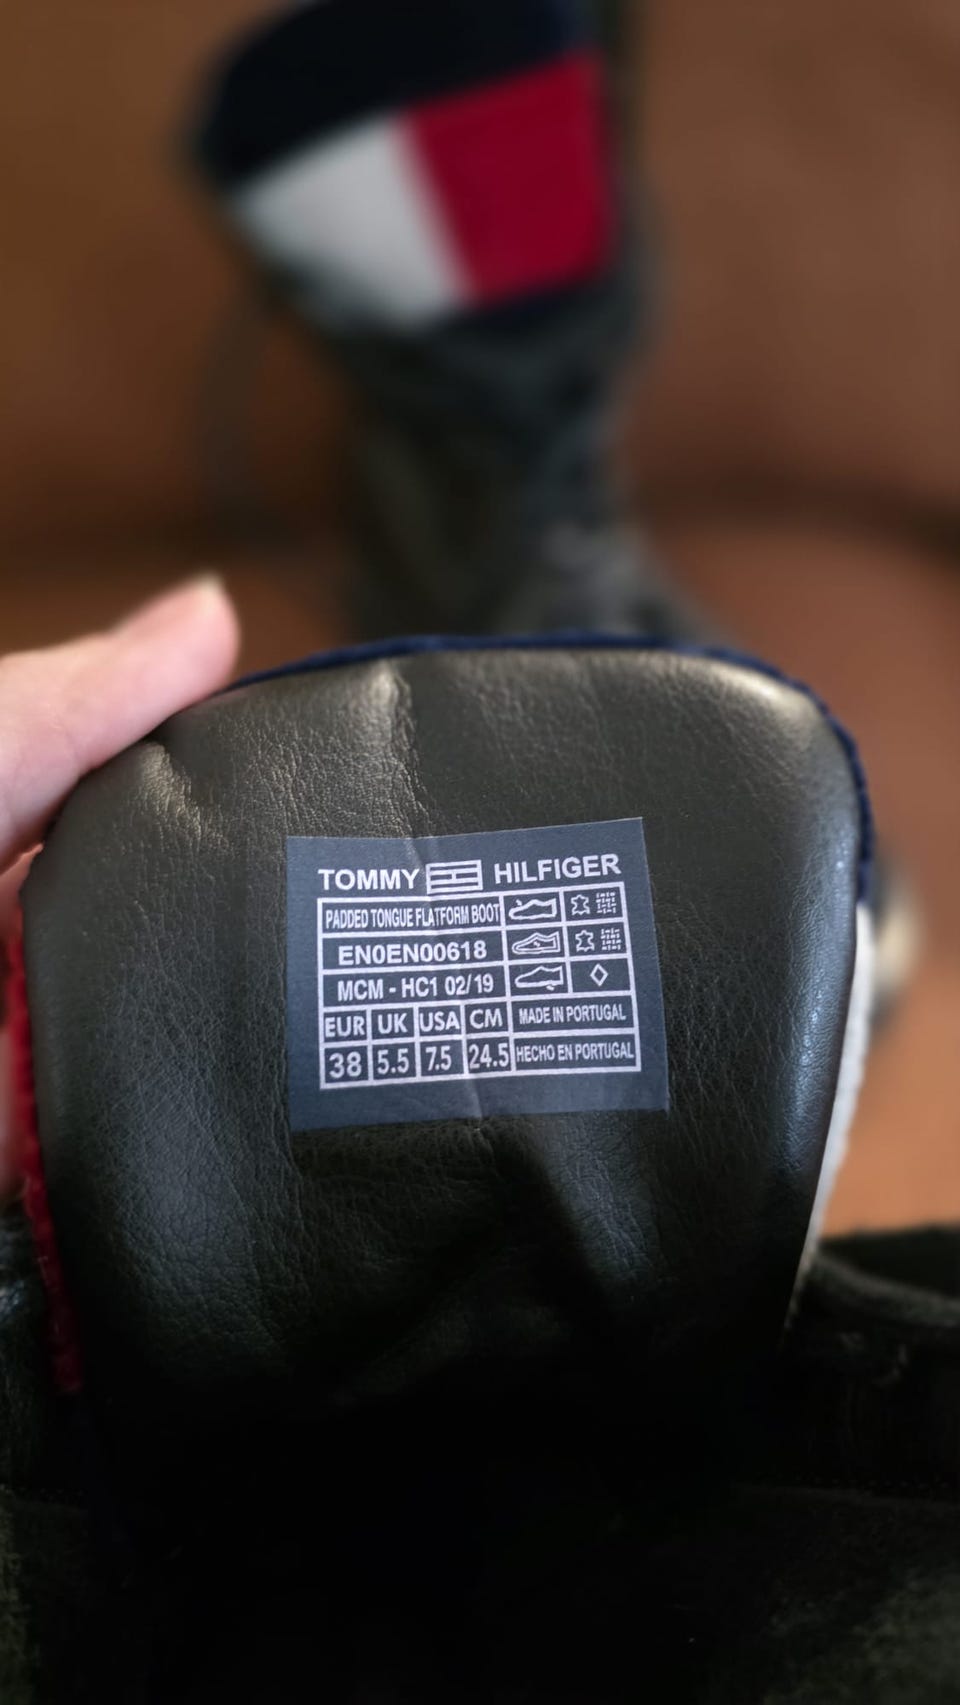 TOMMY HILFIGER
PADDED TONGUE FLATFORM BOOT
EN0EN00618
MCM - HC1 02/19
EUR UK USA CM MADE IN PORTUGAL
38 5.5 7.5 24.5 HECHO EN PORTUGAL